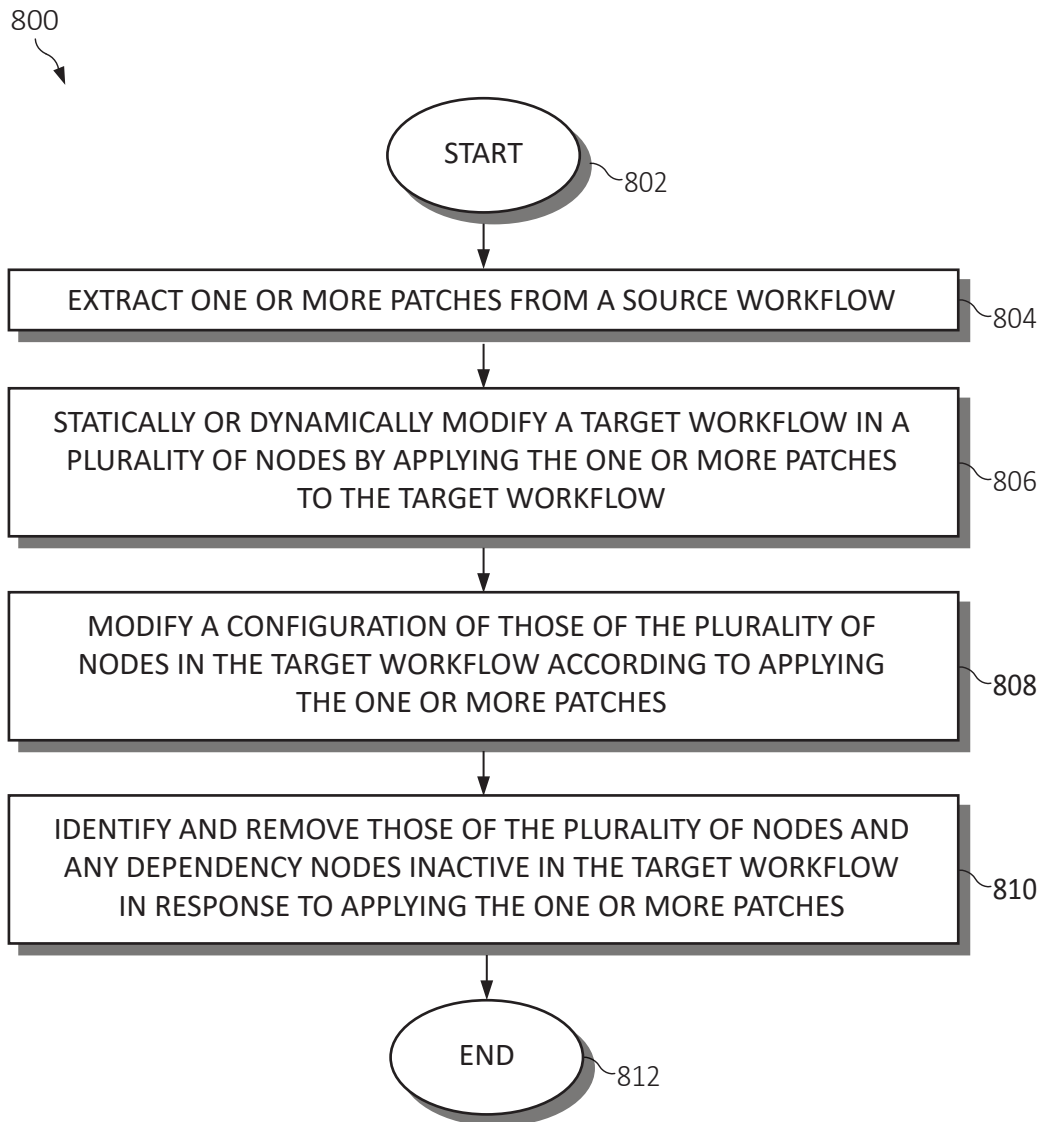 800
START
802
EXTRACT ONE OR MORE PATCHES FROM A SOURCE WORKFLOW
804
STATICALLY OR DYNAMICALLY MODIFY A TARGET WORKFLOW IN A
PLURALITY OF NODES BY APPLYING THE ONE OR MORE PATCHES
TO THE TARGET WORKFLOW
806
MODIFY A CONFIGURATION OF THOSE OF THE PLURALITY OF
NODES IN THE TARGET WORKFLOW ACCORDING TO APPLYING
THE ONE OR MORE PATCHES
808
IDENTIFY AND REMOVE THOSE OF THE PLURALITY OF NODES AND
ANY DEPENDENCY NODES INACTIVE IN THE TARGET WORKFLOW
IN RESPONSE TO APPLYING THE ONE OR MORE PATCHES
810
END
812